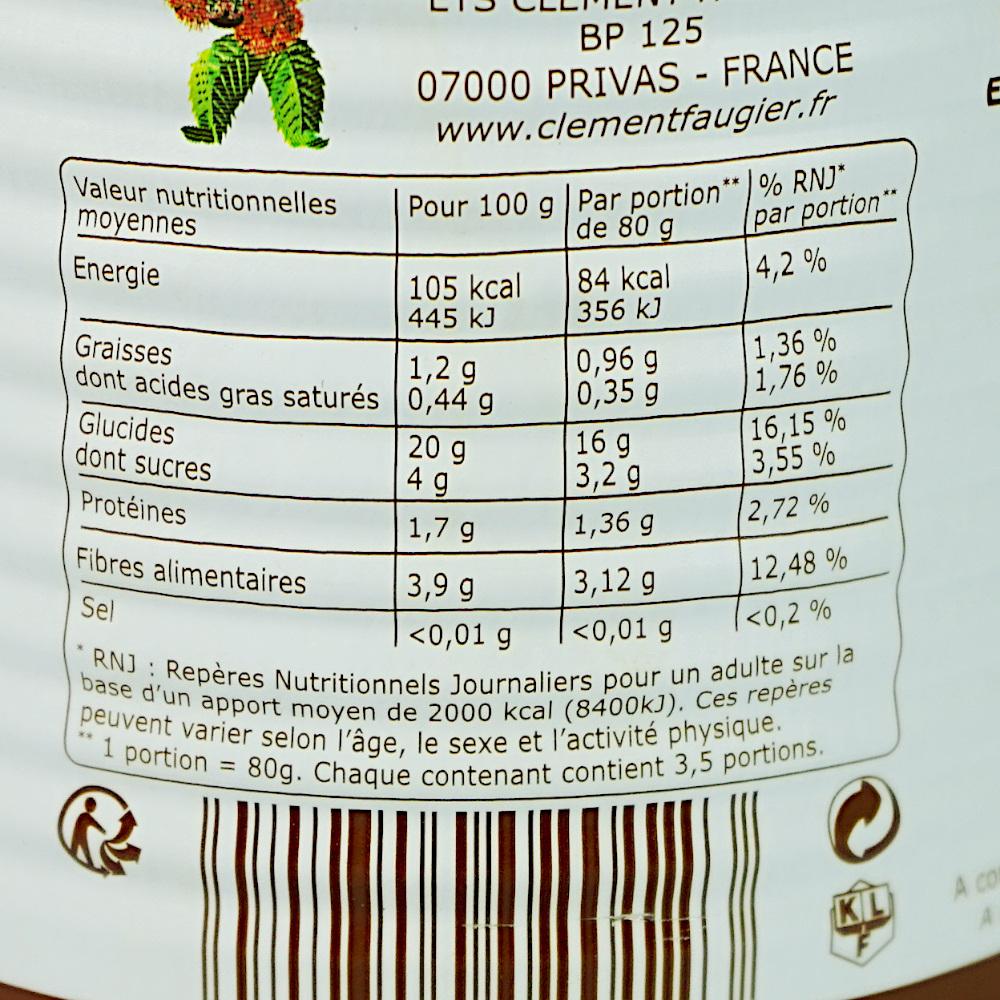 BP 125
07000 PRIVAS - FRANCE
www.clementfaugier.fr
Valeur nutritionnelles moyennes | Pour 100 g | Par portion** de 80 g | % RNJ* par portion**
Energie | 105 kcal 445 kJ | 84 kcal 356 kJ | 4,2 %
Graisses | 1,2 g | 0,96 g | 1,36 %
dont acides gras saturés | 0,44 g | 0,35 g | 1,76 %
Glucides | 20 g | 16 g | 16,15 %
dont sucres | 4 g | 3,2 g | 3,55 %
Protéines | 1,7 g | 1,36 g | 2,72 %
Fibres alimentaires | 3,9 g | 3,12 g | 12,48 %
Sel | <0,01 g | <0,01 g | <0,2 %
* RNJ : Repères Nutritionnels Journaliers pour un adulte sur la
base d'un apport moyen de 2000 kcal (8400kJ). Ces repères
peuvent varier selon l'âge, le sexe et l'activité physique.
** 1 portion = 80g. Chaque contenant contient 3,5 portions.
KLF